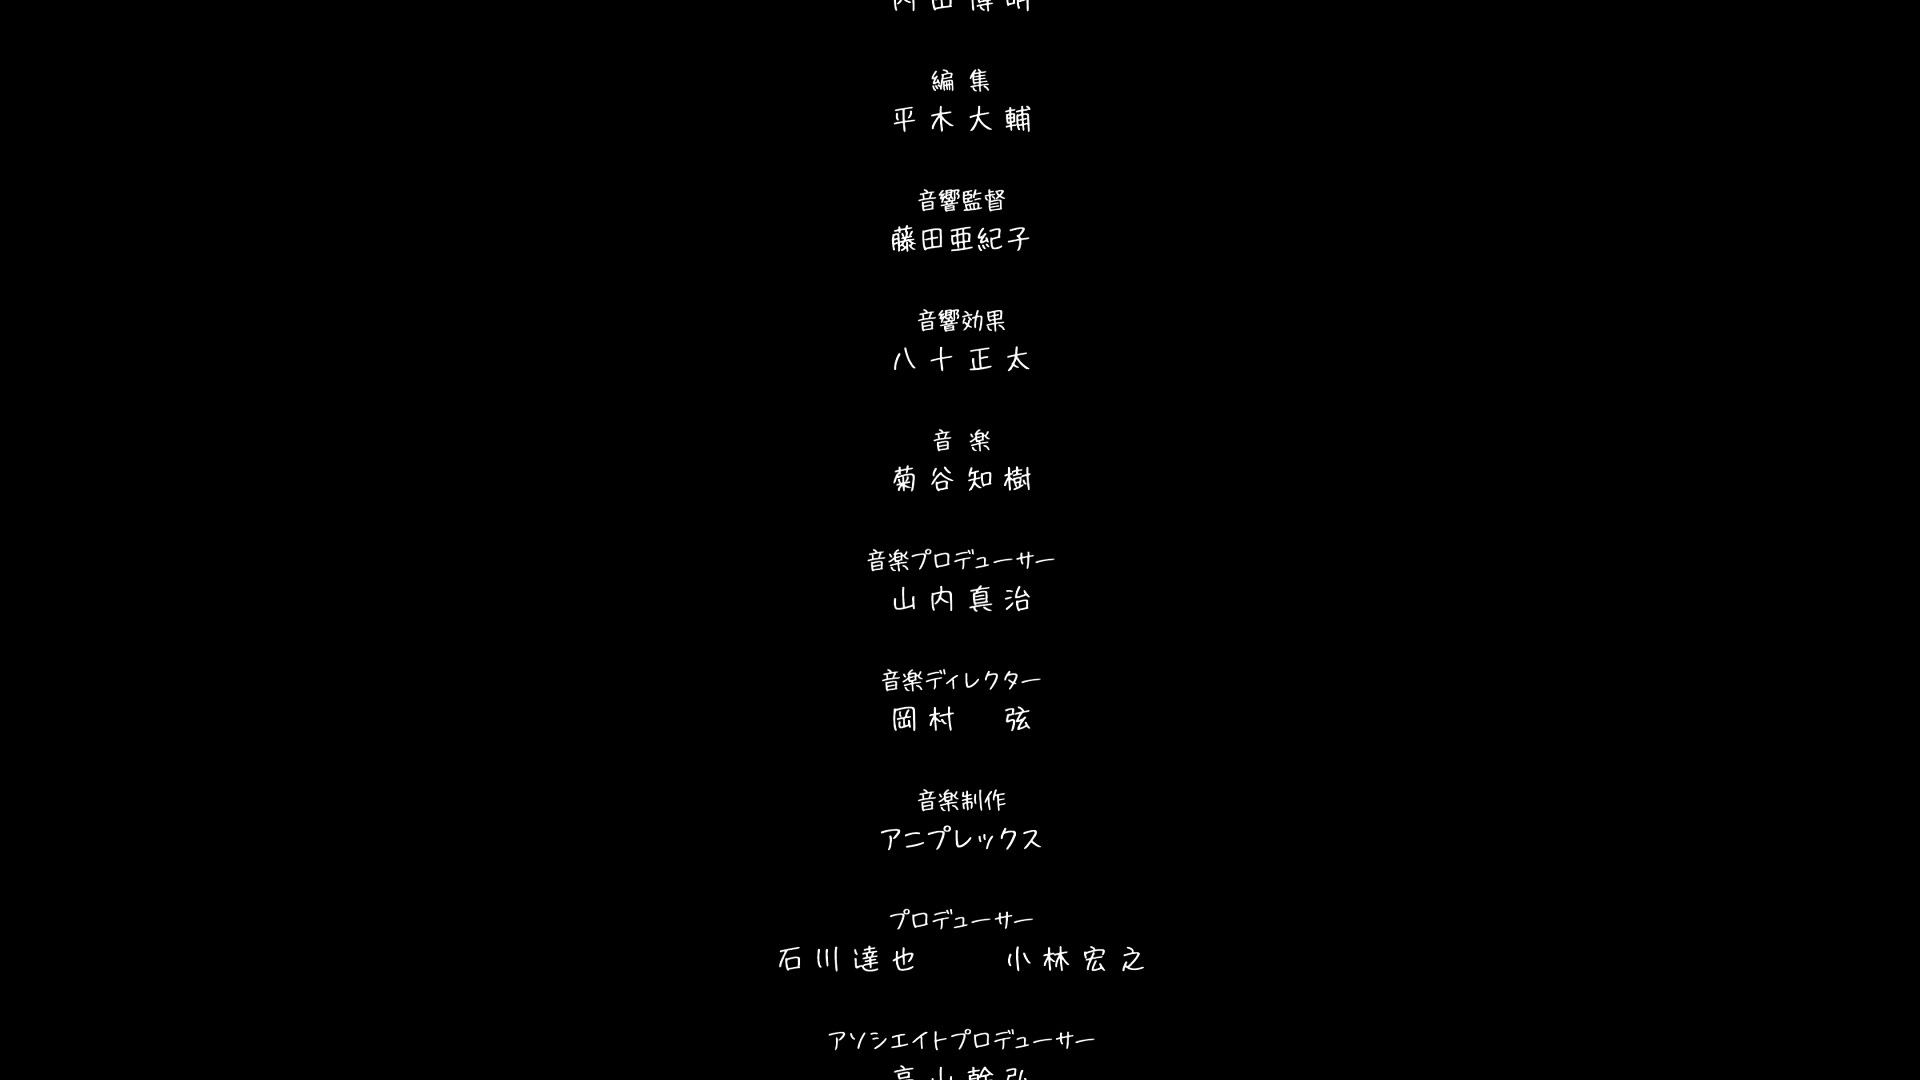 編集
平木大輔
音響監督
藤田亜紀子
音響効果
八十正太
音楽
菊谷知樹
音楽プロデューサー
山内真治
音楽ディレクター
岡村 弦
音楽制作
アニプレックス
プロデューサー
石川達也 小林宏之
アソシエイトプロデューサー